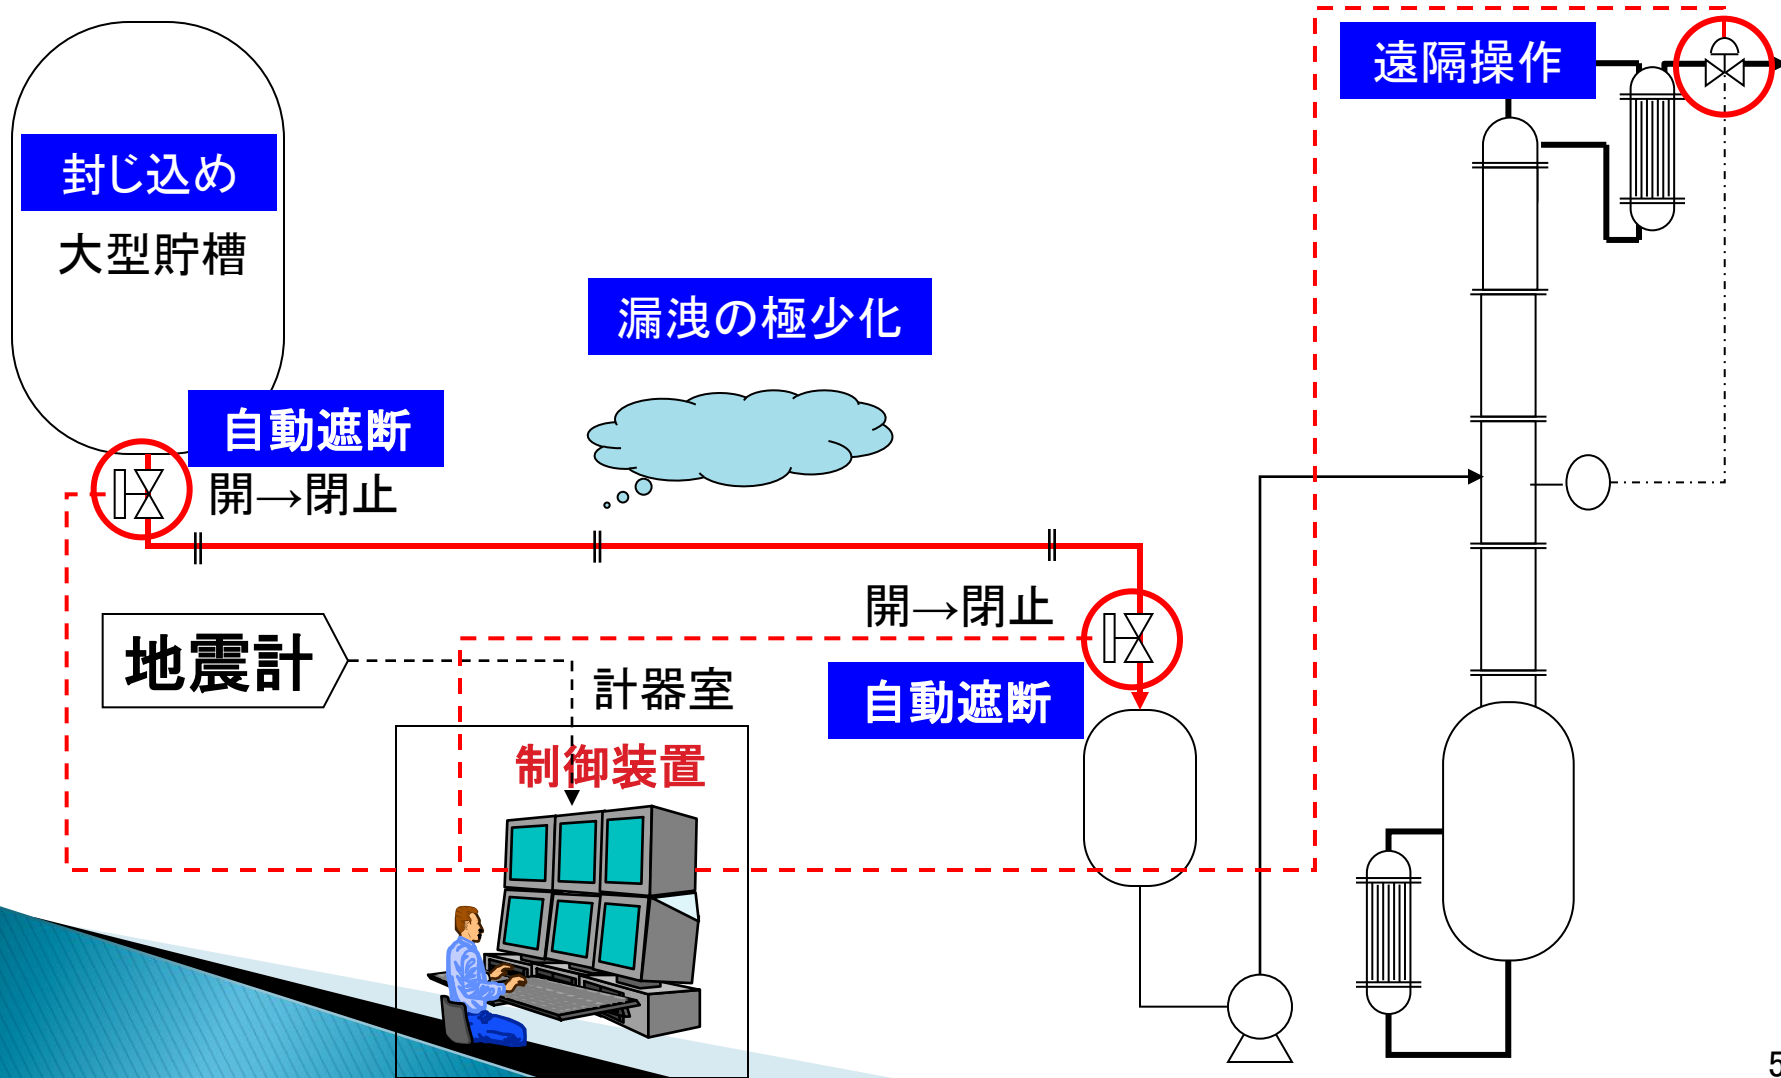 遠隔操作
封じ込め
大型貯槽
漏洩の極少化
自動遮断
開→閉止
開→閉止
地震計
計器室
自動遮断
制御装置
5